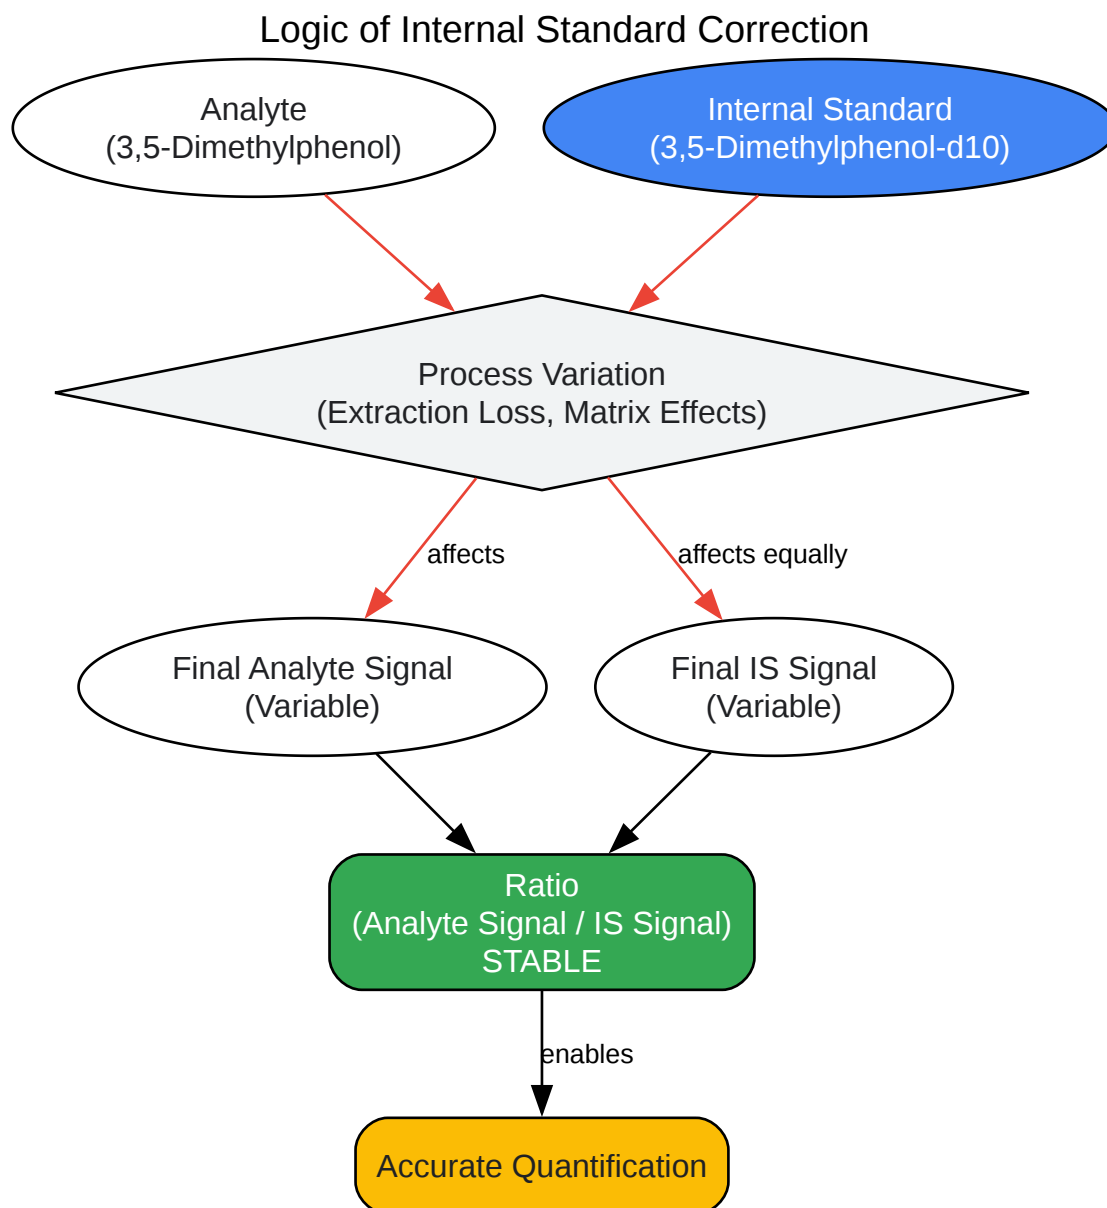 Logic of Internal Standard Correction
Analyte
(3,5-Dimethylphenol)
Internal Standard
(3,5-Dimethylphenol-d10)
Process Variation
(Extraction Loss, Matrix Effects)
affects
affects equally
Final Analyte Signal
(Variable)
Final IS Signal
(Variable)
Ratio
(Analyte Signal / IS Signal)
STABLE
enables
Accurate Quantification